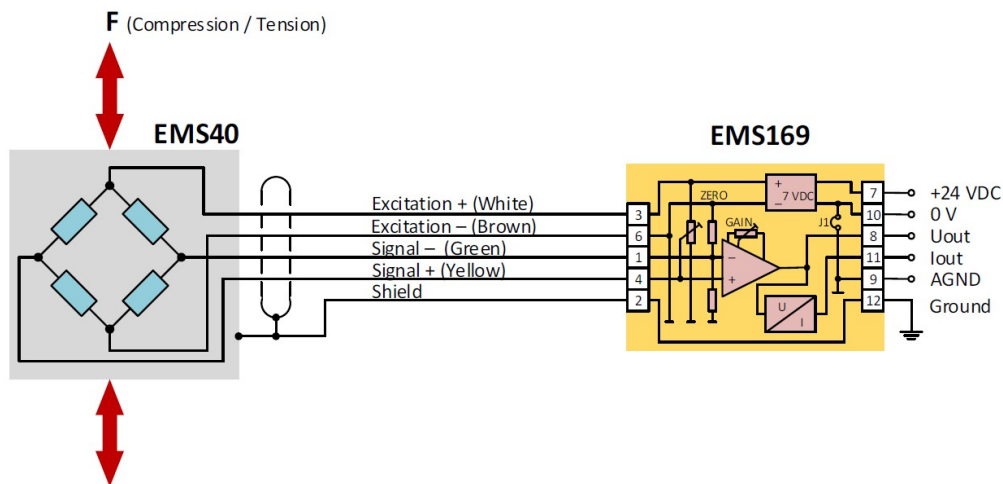 F (Compression / Tension)
EMS40
EMS169
Excitation + (White)
Excitation – (Brown)
Signal – (Green)
Signal + (Yellow)
Shield
3
6
1
4
2
ZERO
GAIN
+
–
7 VDC
J1
–
+
U
I
7
10
8
11
9
12
+24 VDC
0 V
Uout
Iout
AGND
Ground